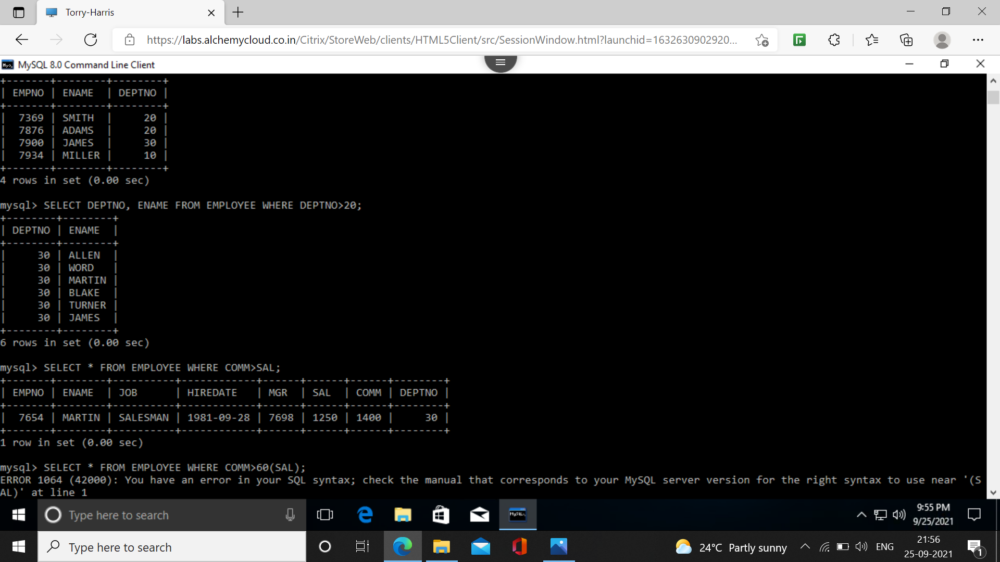 Torry-Harris
https://labs.alchemycloud.co.in/Citrix/StoreWeb/clients/HTML5Client/src/SessionWindow.html?launchid=1632630902920...
MySQL 8.0 Command Line Client
+-------+--------+--------+
| EMPNO | ENAME  | DEPTNO |
+-------+--------+--------+
|  7369 | SMITH  |     20 |
|  7876 | ADAMS  |     20 |
|  7900 | JAMES  |     30 |
|  7934 | MILLER |     10 |
+-------+--------+--------+
4 rows in set (0.00 sec)
mysql> SELECT DEPTNO, ENAME FROM EMPLOYEE WHERE DEPTNO>20;
+--------+--------+
| DEPTNO | ENAME  |
+--------+--------+
|     30 | ALLEN  |
|     30 | WORD   |
|     30 | MARTIN |
|     30 | BLAKE  |
|     30 | TURNER |
|     30 | JAMES  |
+--------+--------+
6 rows in set (0.00 sec)
mysql> SELECT * FROM EMPLOYEE WHERE COMM>SAL;
+-------+--------+----------+------------+------+------+------+--------+
| EMPNO | ENAME  | JOB      | HIREDATE   | MGR  | SAL  | COMM | DEPTNO |
+-------+--------+----------+------------+------+------+------+--------+
|  7654 | MARTIN | SALESMAN | 1981-09-28 | 7698 | 1250 | 1400 |     30 |
+-------+--------+----------+------------+------+------+------+--------+
1 row in set (0.00 sec)
mysql> SELECT * FROM EMPLOYEE WHERE COMM>60(SAL);
ERROR 1064 (42000): You have an error in your SQL syntax; check the manual that corresponds to your MySQL server version for the right syntax to use near '(S
AL)' at line 1
Type here to search
9:55 PM
9/25/2021
Type here to search
24°C Partly sunny
ENG
21:56
25-09-2021
1